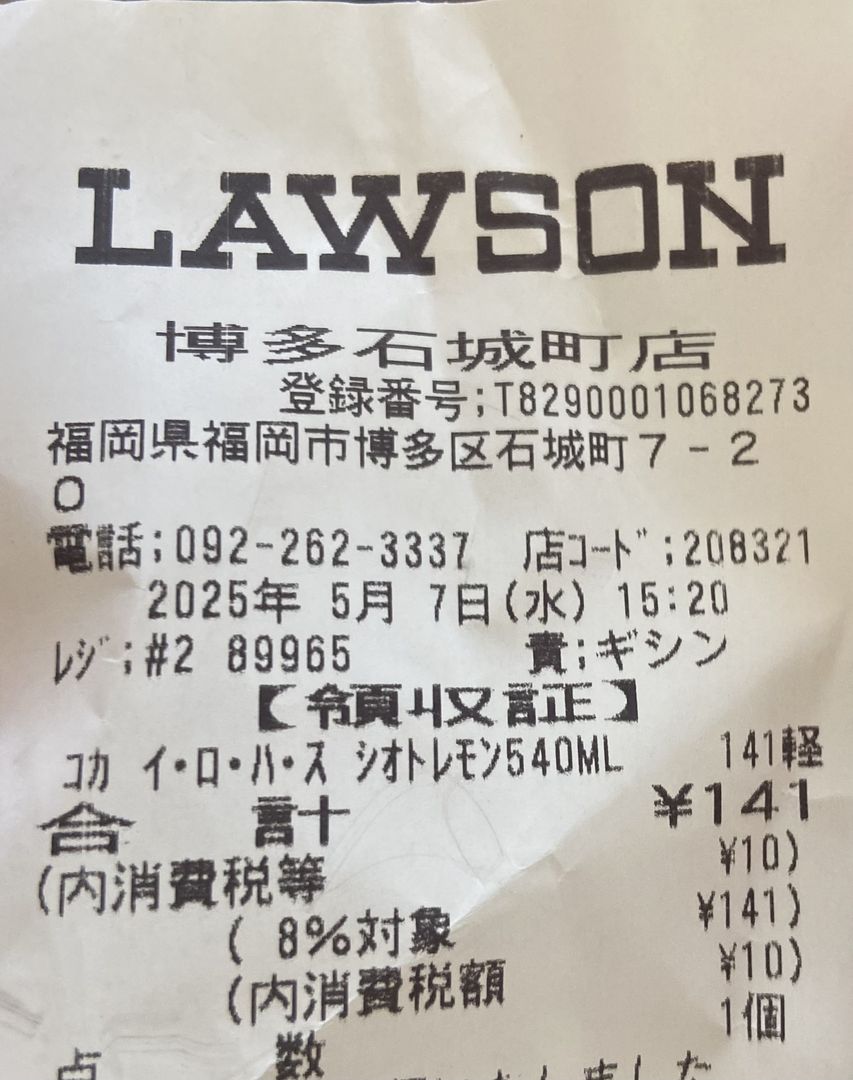 LAWSON
博多石城町店
登録番号;T8290001068273
福岡県福岡市博多区石城町7-2
0
電話;092-262-3337 店コード;208321
2025年 5月 7日(水) 15:20
レジ;#2 89965 責;ギシン
【領収証】
コカ イ・ロ・ハ・ス シオトレモン540ML 141軽
合 計 ¥141
(内消費税等 ¥10)
( 8%対象 ¥141)
(内消費税額 ¥10)
点 数 1個
しました